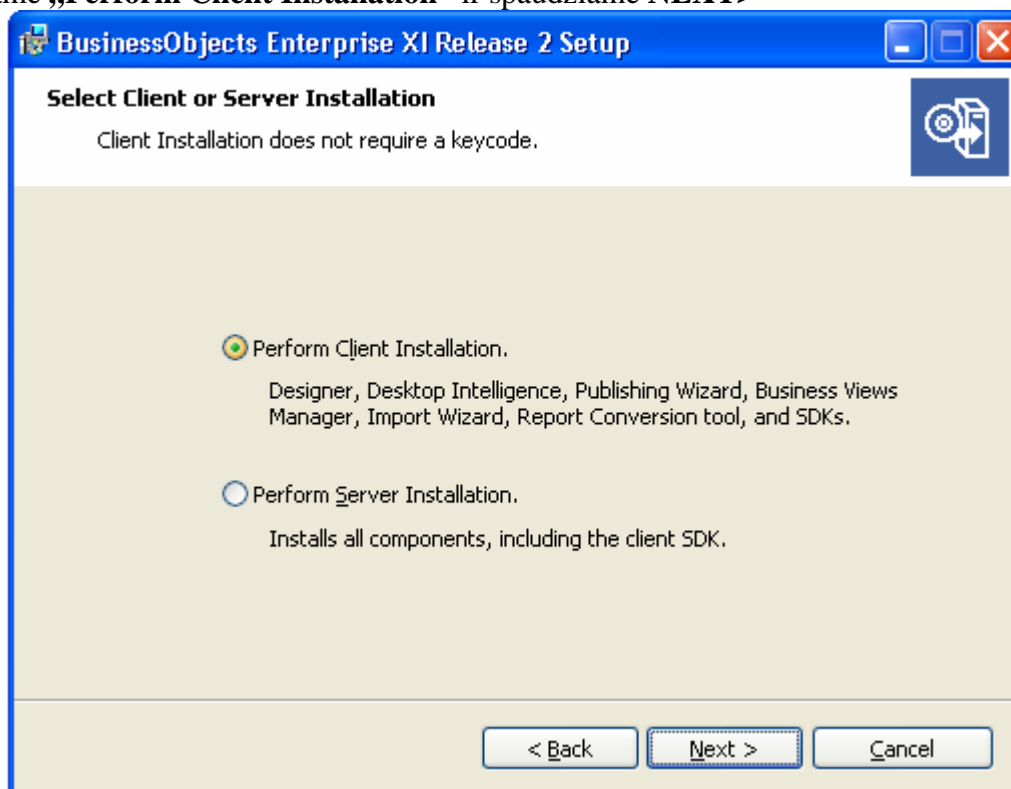 „Perform Client Installation“ ir spaudžiame NEXT>
BusinessObjects Enterprise XI Release 2 Setup
Select Client or Server Installation
Client Installation does not require a keycode.
Perform Client Installation.
Designer, Desktop Intelligence, Publishing Wizard, Business Views
Manager, Import Wizard, Report Conversion tool, and SDKs.
Perform Server Installation.
Installs all components, including the client SDK.
< Back Next > Cancel